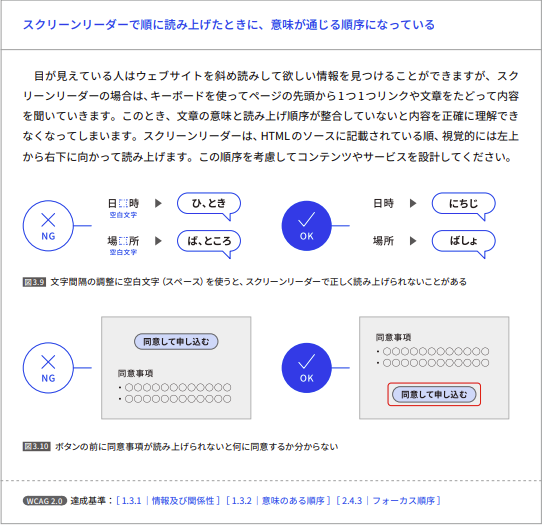 スクリーンリーダーで順に読み上げたときに、意味が通じる順序になっている
目が見えている人はウェブサイトを斜め読みして欲しい情報を見つけることができますが、スク
リーンリーダーの場合は、キーボードを使ってページの先頭から1つ1つリンクや文章をたどって内容
を聞いていきます。このとき、文章の意味と読み上げ順序が整合していないと内容を正確に理解でき
なくなってしまいます。スクリーンリーダーは、HTMLのソースに記載されている順、視覚的には左上
から右下に向かって読み上げます。この順序を考慮してコンテンツやサービスを設計してください。
NG
日 時
空白文字
ひ、とき
場 所
空白文字
ば、ところ
OK
日時
にちじ
場所
ばしょ
図3.9 文字間隔の調整に空白文字(スペース)を使うと、スクリーンリーダーで正しく読み上げられないことがある
NG
同意して申し込む
同意事項
・〇〇〇〇〇〇〇〇〇〇
・〇〇〇〇〇〇〇〇〇〇
OK
同意事項
・〇〇〇〇〇〇〇〇〇〇
・〇〇〇〇〇〇〇〇〇〇
同意して申し込む
図3.10 ボタンの前に同意事項が読み上げられないと何に同意するか分からない
WCAG 2.0 達成基準:[ 1.3.1|情報及び関係性 ] [ 1.3.2|意味のある順序 ] [ 2.4.3|フォーカス順序 ]